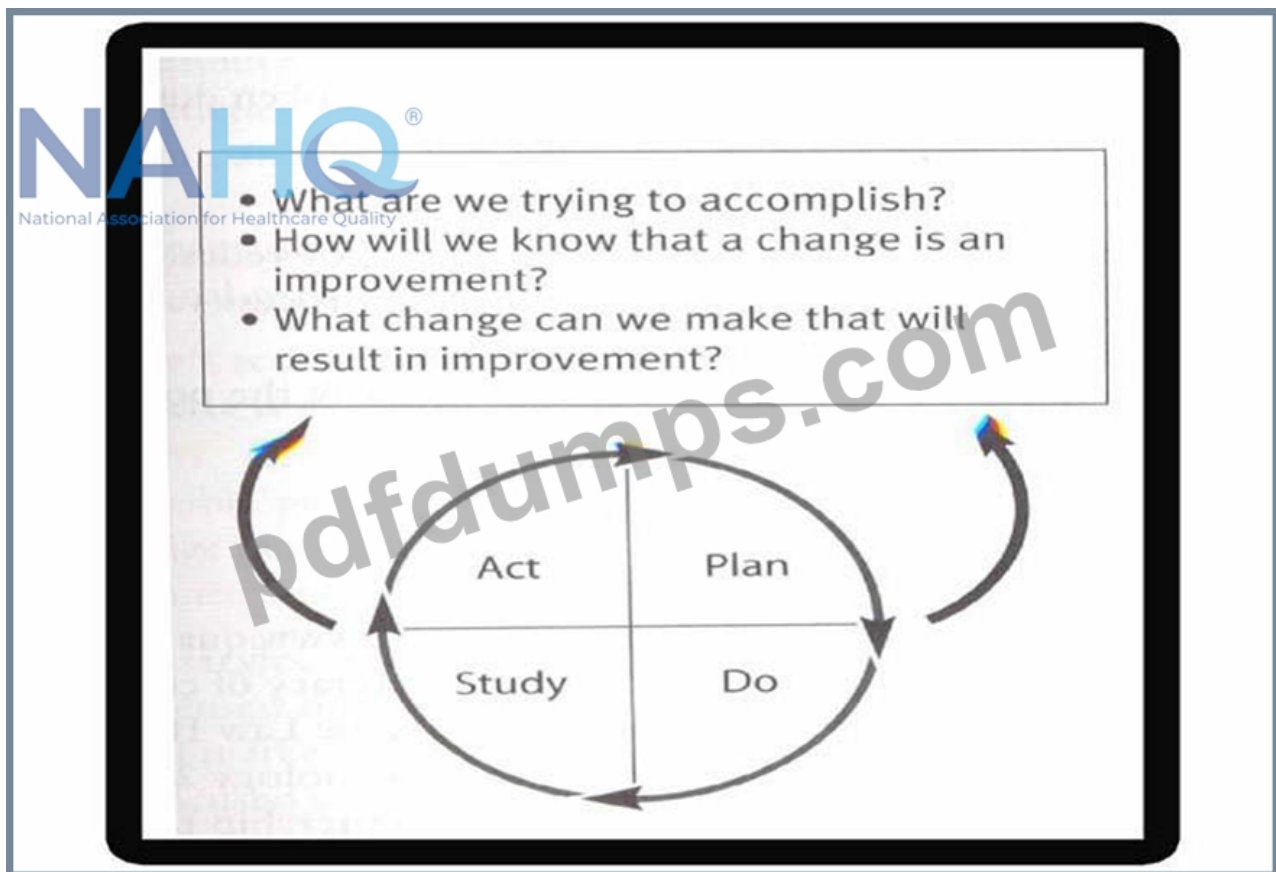 NAHQ®
National Association for Healthcare Quality
• What are we trying to accomplish?
• How will we know that a change is an
improvement?
• What change can we make that will
result in improvement?
pdfdumps.com
Act
Plan
Study
Do